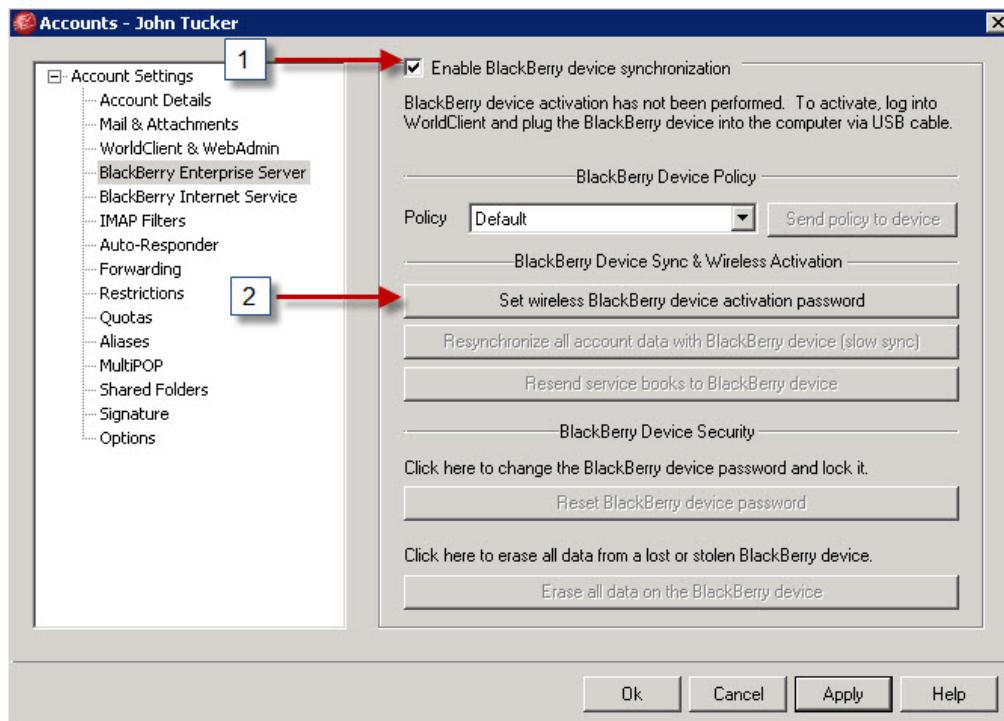 Accounts - John Tucker
1
Enable BlackBerry device synchronization
Account Settings
Account Details
Mail & Attachments
WorldClient & WebAdmin
BlackBerry Enterprise Server
BlackBerry Internet Service
IMAP Filters
Auto-Responder
Forwarding
Restrictions
Quotas
Aliases
MultiPOP
Shared Folders
Signature
Options
BlackBerry device activation has not been performed. To activate, log into
WorldClient and plug the BlackBerry device into the computer via USB cable.
BlackBerry Device Policy
Policy
Default
Send policy to device
BlackBerry Device Sync & Wireless Activation
2
Set wireless BlackBerry device activation password
Resynchronize all account data with BlackBerry device (slow sync)
Resend service books to BlackBerry device
BlackBerry Device Security
Click here to change the BlackBerry device password and lock it.
Reset BlackBerry device password
Click here to erase all data from a lost or stolen BlackBerry device.
Erase all data on the BlackBerry device
Ok
Cancel
Apply
Help